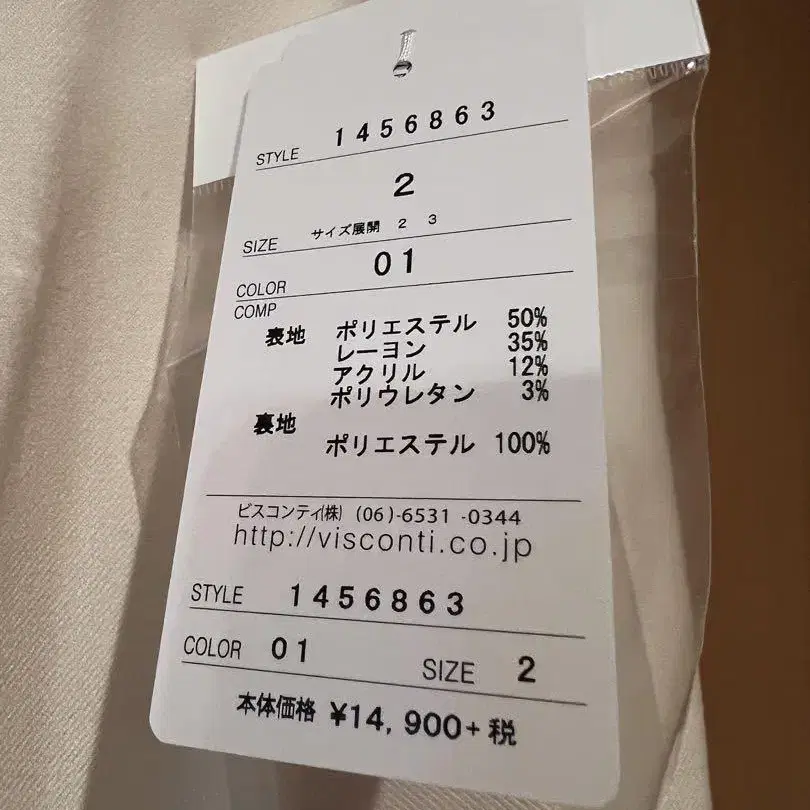 STYLE 1456863
2
SIZE サイズ展開 2 3
COLOR 01
COMP
表地 ポリエステル 50%
レーヨン 35%
アクリル 12%
ポリウレタン 3%
裏地
ポリエステル 100%
ビスコンティ(株) (06)-6531-0344
http://visconti.co.jp
STYLE 1456863
COLOR 01 SIZE 2
本体価格 ¥14,900+税